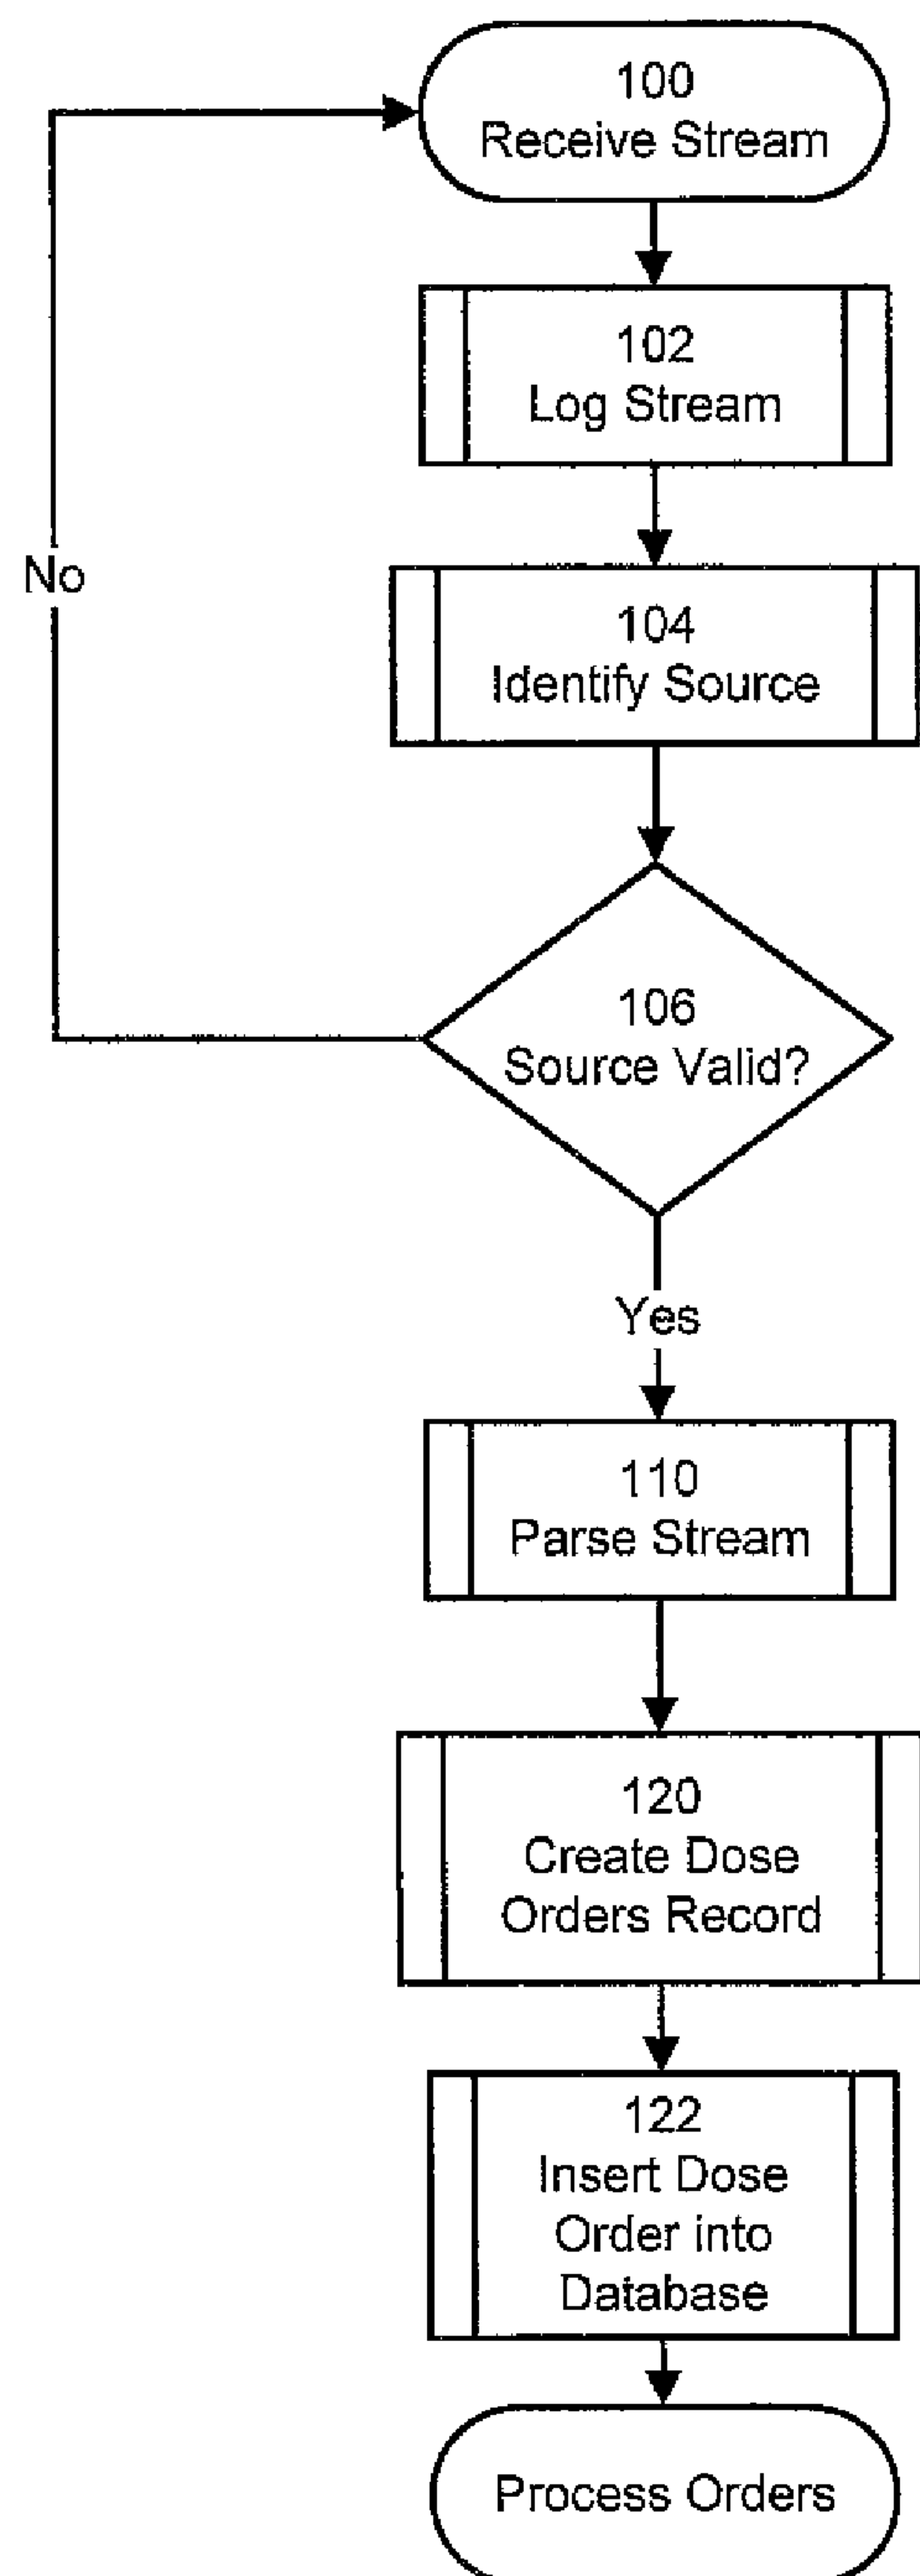 100
Receive Stream
102
Log Stream
No
104
Identify Source
106
Source Valid?
Yes
110
Parse Stream
120
Create Dose
Orders Record
122
Insert Dose
Order into
Database
Process Orders